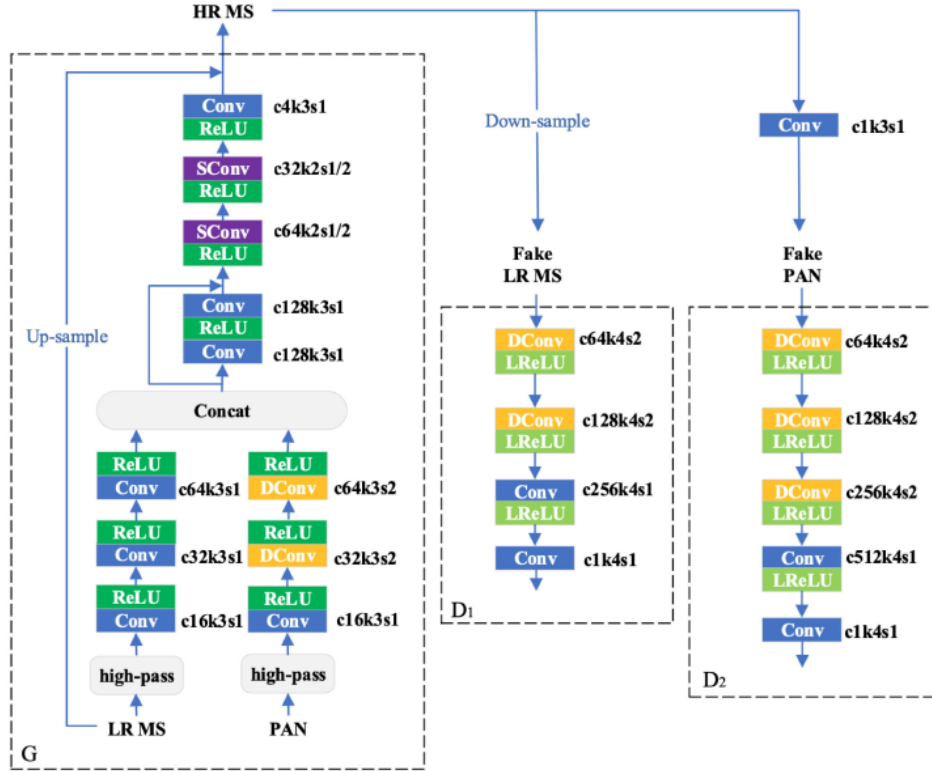 HR MS
Conv
c4k3s1
ReLU
SConv
c32k2s1/2
ReLU
SConv
c64k2s1/2
ReLU
Conv
c128k3s1
ReLU
Conv
c128k3s1
Up-sample
Concat
ReLU
Conv
c64k3s1
ReLU
Conv
c32k3s1
ReLU
Conv
c16k3s1
high-pass
LR MS
ReLU
DConv
c64k3s2
ReLU
DConv
c32k3s2
ReLU
Conv
c16k3s1
high-pass
PAN
G
Down-sample
Fake
LR MS
DConv
c64k4s2
LReLU
DConv
c128k4s2
LReLU
Conv
c256k4s1
LReLU
Conv
c1k4s1
D1
Conv
c1k3s1
Fake
PAN
DConv
c64k4s2
LReLU
DConv
c128k4s2
LReLU
DConv
c256k4s2
LReLU
Conv
c512k4s1
LReLU
Conv
c1k4s1
D2